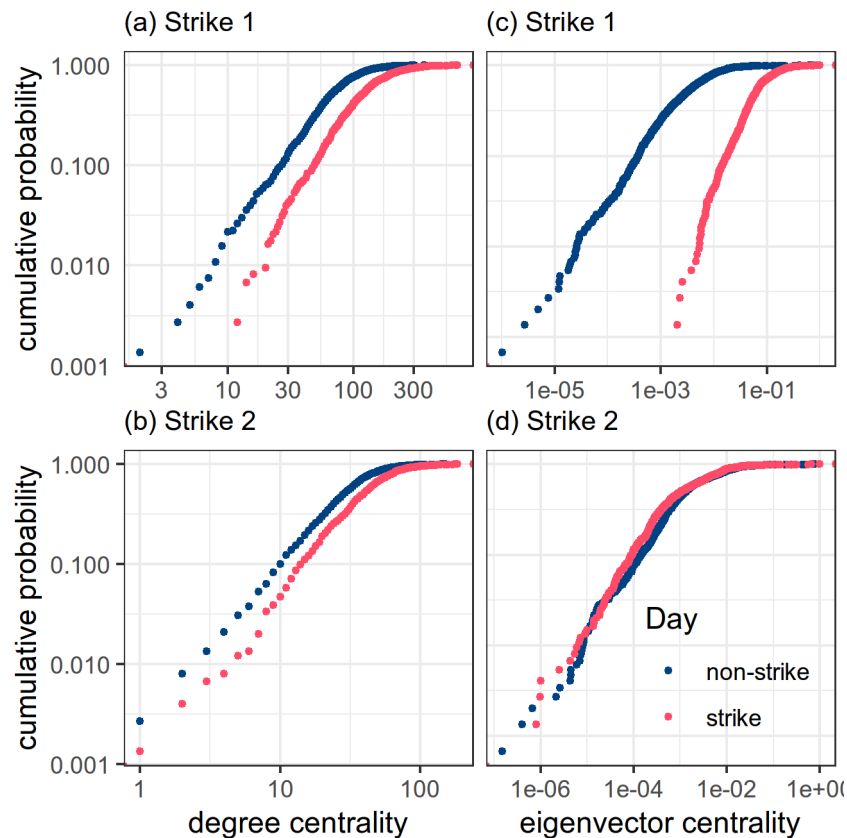 (a) Strike 1
(c) Strike 1
cumulative probability
1.000
0.100
0.010
0.001
3 10 30 100 300
1e-05 1e-03 1e-01
(b) Strike 2
(d) Strike 2
cumulative probability
1.000
0.100
0.010
0.001
Day
non-strike
strike
1 10 100
1e-06 1e-04 1e-02 1e+00
degree centrality
eigenvector centrality